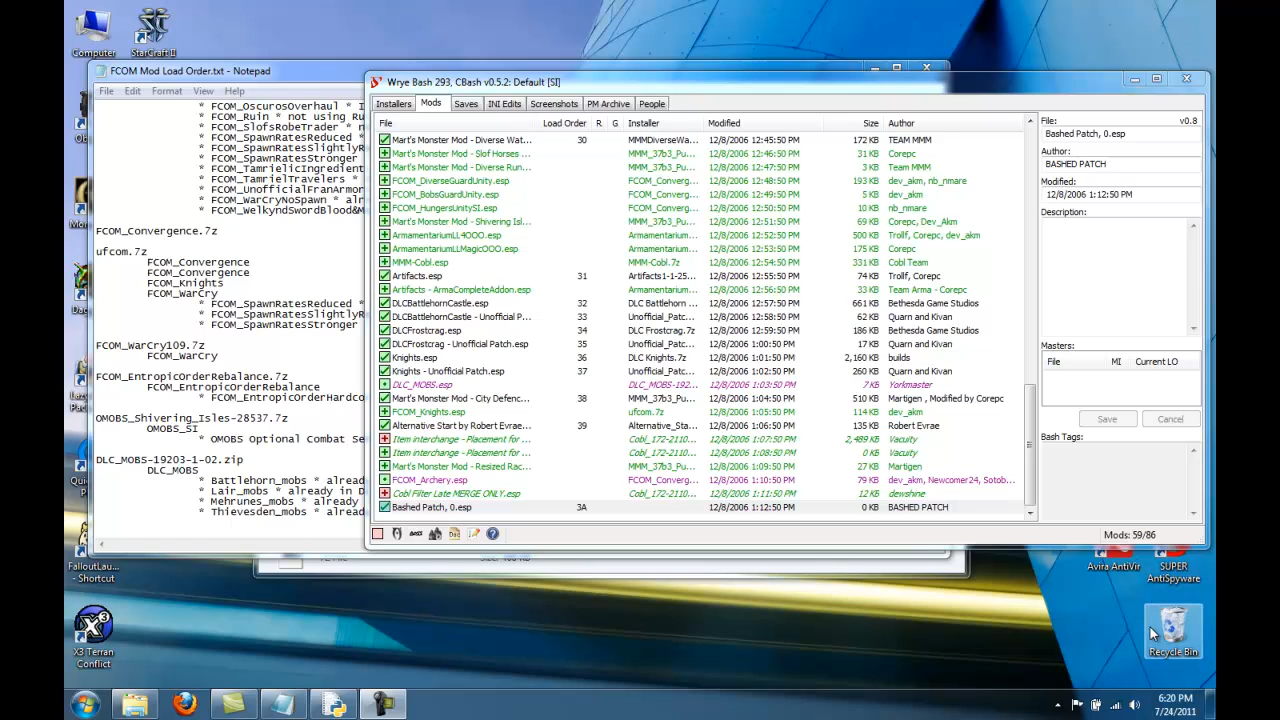 Computer
StarCraft II
FCOM Mod Load Order.txt - Notepad
File Edit Format View Help
* FCOM_OscurosOverhaul * I
* FCOM_Ruin * not using Ru
* FCOM_SlofsRobeTrader * n
* FCOM_SpawnRatesReduced *
* FCOM_SpawnRatesSlightlyR
* FCOM_SpawnRatesStronger
* FCOM_TamrielicIngredient
* FCOM_TamrielTravelers *
* FCOM_UnofficialFranArmor
* FCOM_WarCryNoSpawn * alr
* FCOM_WelkyndSwordBlood&M
FCOM_Convergence.7z
ufcom.7z
FCOM_Convergence
FCOM_Convergence
FCOM_Knights
FCOM_WarCry
* FCOM_SpawnRatesReduced *
* FCOM_SpawnRatesSlightlyR
* FCOM_SpawnRatesStronger
FCOM_WarCry109.7z
FCOM_WarCry
FCOM_EntropicOrderRebalance.7z
FCOM_EntropicOrderRebalance
* FCOM_EntropicOrderHardco
OMOBS_Shivering_Isles-28537.7z
OMOBS_SI
* OMOBS Optional Combat Se
DLC_MOBS-19203-1-02.zip
DLC_MOBS
* Battlehorn_mobs * alread
* Lair_mobs * already in D
* Mehrunes_mobs * already
* Thievesden_mobs * alread
Wrye Bash 293, CBash v0.5.2: Default [SI]
Installers Mods Saves INI Edits Screenshots PM Archive People
File Load Order R G Installer Modified Size Author
Mart's Monster Mod - Diverse Wat... 30 MMMDiverseWa... 12/8/2006 12:45:50 PM 172 KB TEAM MMM
Mart's Monster Mod - Slof Horses ... MMM_37b3_Pu... 12/8/2006 12:46:50 PM 31 KB Corepc
Mart's Monster Mod - Diverse Run... MMM_37b3_Pu... 12/8/2006 12:47:50 PM 3 KB Team MMM
FCOM_DiverseGuardUnity.esp FCOM_Converg... 12/8/2006 12:48:50 PM 193 KB dev_akm, nb_nmare
FCOM_BobsGuardUnity.esp FCOM_Converg... 12/8/2006 12:49:50 PM 5 KB dev_akm
FCOM_HungersUnitySI.esp FCOM_Converg... 12/8/2006 12:50:50 PM 10 KB nb_nmare
Mart's Monster Mod - Shivering Isl... MMM_37b3_Pu... 12/8/2006 12:51:50 PM 69 KB Corepc, Dev_Akm
ArmamentariumLL4OOO.esp Armamentarium... 12/8/2006 12:52:50 PM 500 KB Trollf, Corepc, dev_akm
ArmamentariumLLMagicOOO.esp Armamentarium... 12/8/2006 12:53:50 PM 175 KB Corepc
MMM-Cobl.esp MMM-Cobl.7z 12/8/2006 12:54:50 PM 331 KB Cobl Team
Artifacts.esp 31 Artifacts1-1-25... 12/8/2006 12:55:50 PM 74 KB Trollf, Corepc
Artifacts - ArmaCompleteAddon.esp Armamentarium... 12/8/2006 12:56:50 PM 33 KB Team Arma - Corepc
DLCBattlehornCastle.esp 32 DLC Battlehorn ... 12/8/2006 12:57:50 PM 661 KB Bethesda Game Studios
DLCBattlehornCastle - Unofficial P... 33 Unofficial_Patc... 12/8/2006 12:58:50 PM 62 KB Quarn and Kivan
DLCFrostcrag.esp 34 DLC Frostcrag.7z 12/8/2006 12:59:50 PM 186 KB Bethesda Game Studios
DLCFrostcrag - Unofficial Patch.esp 35 Unofficial_Patc... 12/8/2006 1:00:50 PM 17 KB Quarn and Kivan
Knights.esp 36 DLC Knights.7z 12/8/2006 1:01:50 PM 2,160 KB builds
Knights - Unofficial Patch.esp 37 Unofficial_Patc... 12/8/2006 1:02:50 PM 260 KB Quarn and Kivan
DLC_MOBS.esp DLC_MOBS-192... 12/8/2006 1:03:50 PM 7 KB Yorkmaster
Mart's Monster Mod - City Defenc... 38 MMM_37b3_Pu... 12/8/2006 1:04:50 PM 510 KB Martigen , Modified by Corepc
FCOM_Knights.esp ufcom.7z 12/8/2006 1:05:50 PM 114 KB dev_akm
Alternative Start by Robert Evrae... 39 Alternative_Sta... 12/8/2006 1:06:50 PM 135 KB Robert Evrae
Item interchange - Placement for ... Cobl_172-2110... 12/8/2006 1:07:50 PM 2,489 KB Vacuity
Item interchange - Placement for ... Cobl_172-2110... 12/8/2006 1:08:50 PM 0 KB Vacuity
Mart's Monster Mod - Resized Rac... MMM_37b3_Pu... 12/8/2006 1:09:50 PM 27 KB Martigen
FCOM_Archery.esp FCOM_Converg... 12/8/2006 1:10:50 PM 79 KB dev_akm, Newcomer24, Sotob...
Cobl Filter Late MERGE ONLY.esp Cobl_172-2110... 12/8/2006 1:11:50 PM 12 KB dewshine
Bashed Patch, 0.esp 3A 12/8/2006 1:12:50 PM 0 KB BASHED PATCH
Mods: 59/86
File: v0.8
Bashed Patch, 0.esp
Author:
BASHED PATCH
Modified:
12/8/2006 1:12:50 PM
Description:
Masters:
File MI Current LO
Save Cancel
Bash Tags:
FalloutLau...
- Shortcut
X3 Terran
Conflict
Avira AntiVir
SUPER
AntiSpyware
Recycle Bin
6:20 PM
7/24/2011